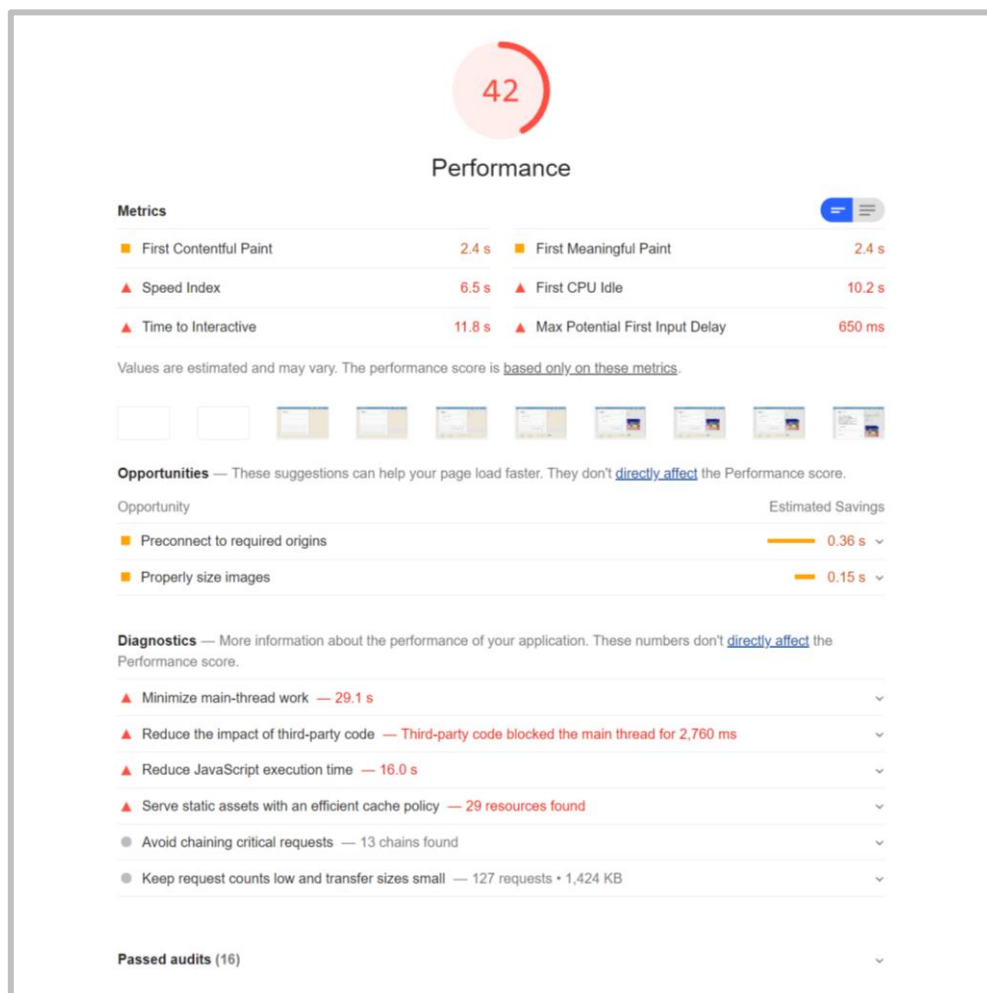 42
Performance
Metrics
First Contentful Paint 2.4 s
First Meaningful Paint 2.4 s
Speed Index 6.5 s
First CPU Idle 10.2 s
Time to Interactive 11.8 s
Max Potential First Input Delay 650 ms
Values are estimated and may vary. The performance score is based only on these metrics.
Opportunities — These suggestions can help your page load faster. They don't directly affect the Performance score.
Opportunity Estimated Savings
Preconnect to required origins 0.36 s
Properly size images 0.15 s
Diagnostics — More information about the performance of your application. These numbers don't directly affect the
Performance score.
Minimize main-thread work — 29.1 s
Reduce the impact of third-party code — Third-party code blocked the main thread for 2,760 ms
Reduce JavaScript execution time — 16.0 s
Serve static assets with an efficient cache policy — 29 resources found
Avoid chaining critical requests — 13 chains found
Keep request counts low and transfer sizes small — 127 requests • 1,424 KB
Passed audits (16)